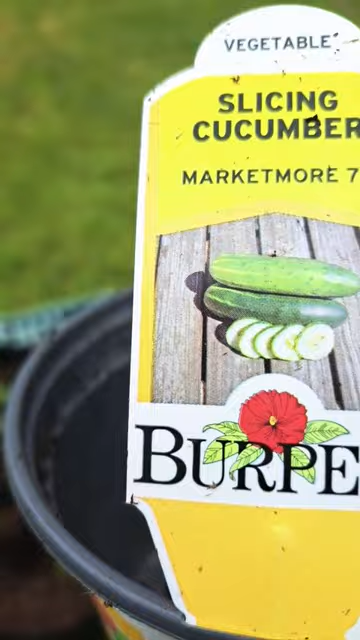 VEGETABLE
SLICING
CUCUMBER
MARKETMORE 7
BURPE